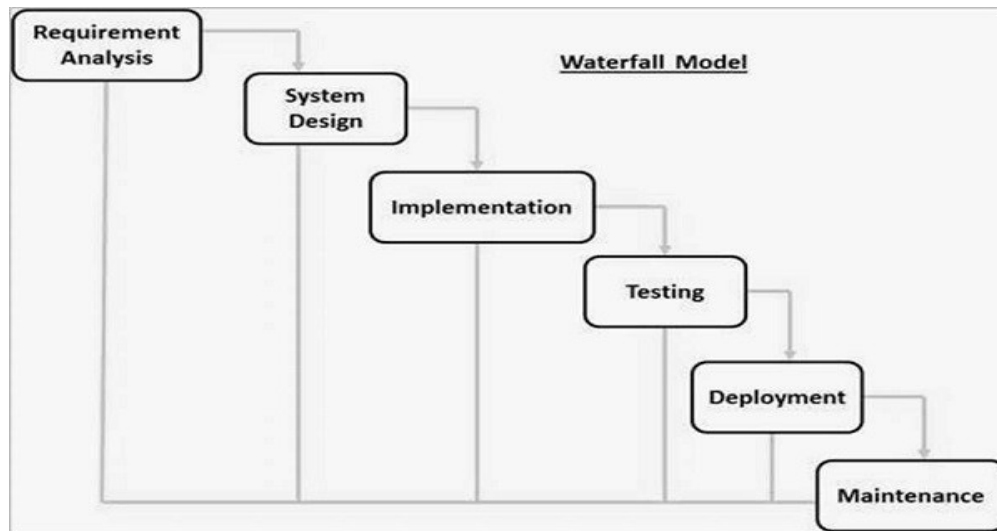 Requirement
Analysis
Waterfall Model
System
Design
Implementation
Testing
Deployment
Maintenance